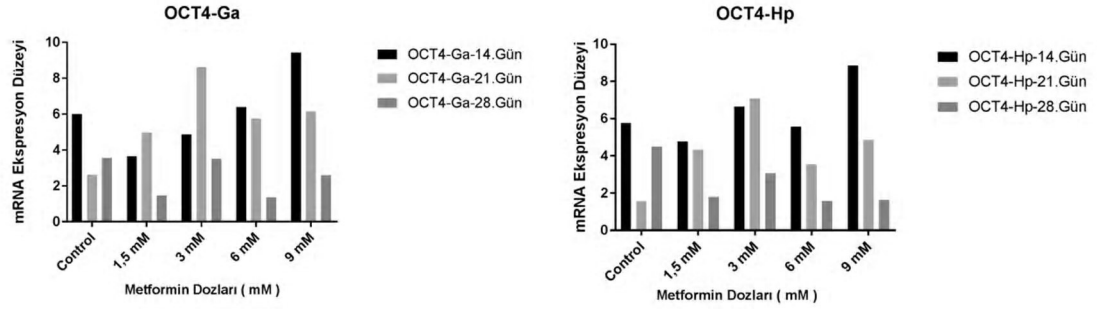 OCT4-Ga
mRNA Ekspresyon Düzeyi
10
8
6
4
2
0
Control
1,5 mM
3 mM
6 mM
9 mM
Metformin Dozları ( mM )
OCT4-Ga-14.Gün
OCT4-Ga-21.Gün
OCT4-Ga-28.Gün
OCT4-Hp
mRNA Ekspresyon Düzeyi
10
8
6
4
2
0
Control
1,5 mM
3 mM
6 mM
9 mM
Metformin Dozları ( mM )
OCT4-Hp-14.Gün
OCT4-Hp-21.Gün
OCT4-Hp-28.Gün